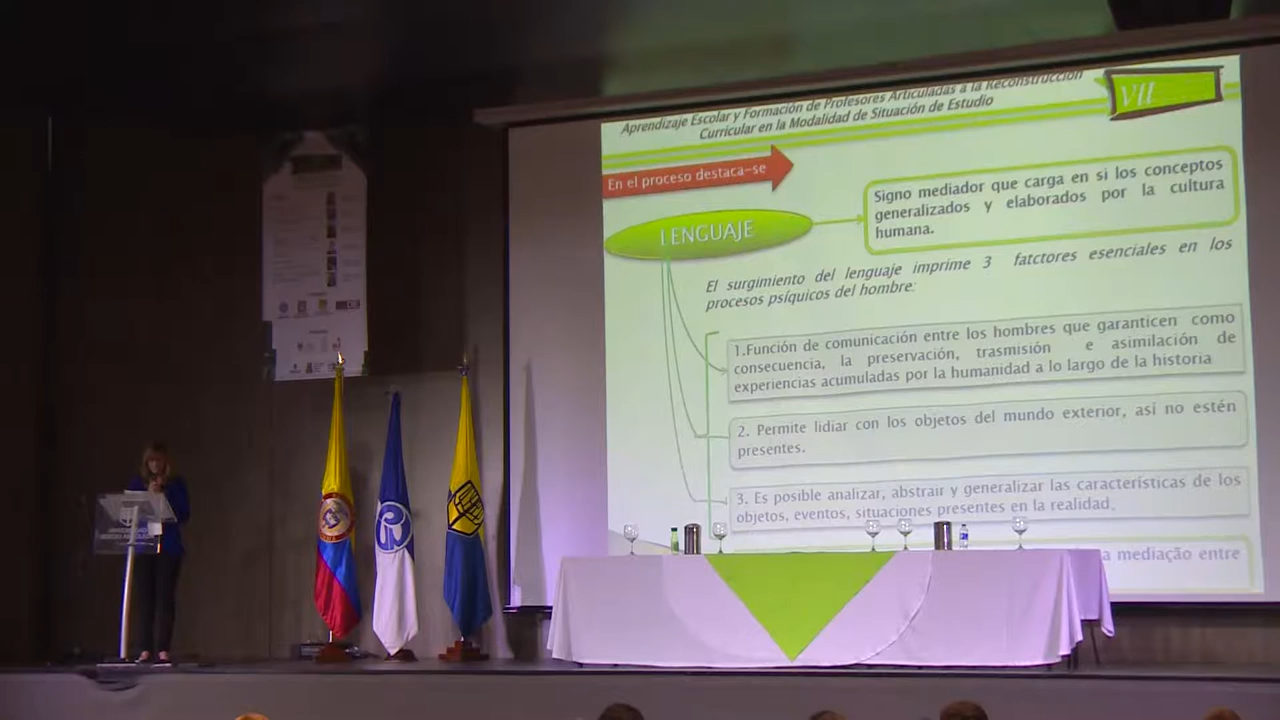 Aprendizaje Escolar y Formación de Profesores Articuladas a la Reconstrucción
Curricular en la Modalidad de Situación de Estudio
VII
En el proceso destaca-se
LENGUAJE
Signo mediador que carga en si los conceptos
generalizados y elaborados por la cultura
humana.
El surgimiento del lenguaje imprime 3 fatctores esenciales en los
procesos psíquicos del hombre:
1.Función de comunicación entre los hombres que garanticen como
consecuencia, la preservación, trasmisión e asimilación de
experiencias acumuladas por la humanidad a lo largo de la historia
2. Permite lidiar con los objetos del mundo exterior, así no estén
presentes.
3. Es posible analizar, abstrair y generalizar las características de los
objetos, eventos, situaciones presentes en la realidad.
a mediação entre